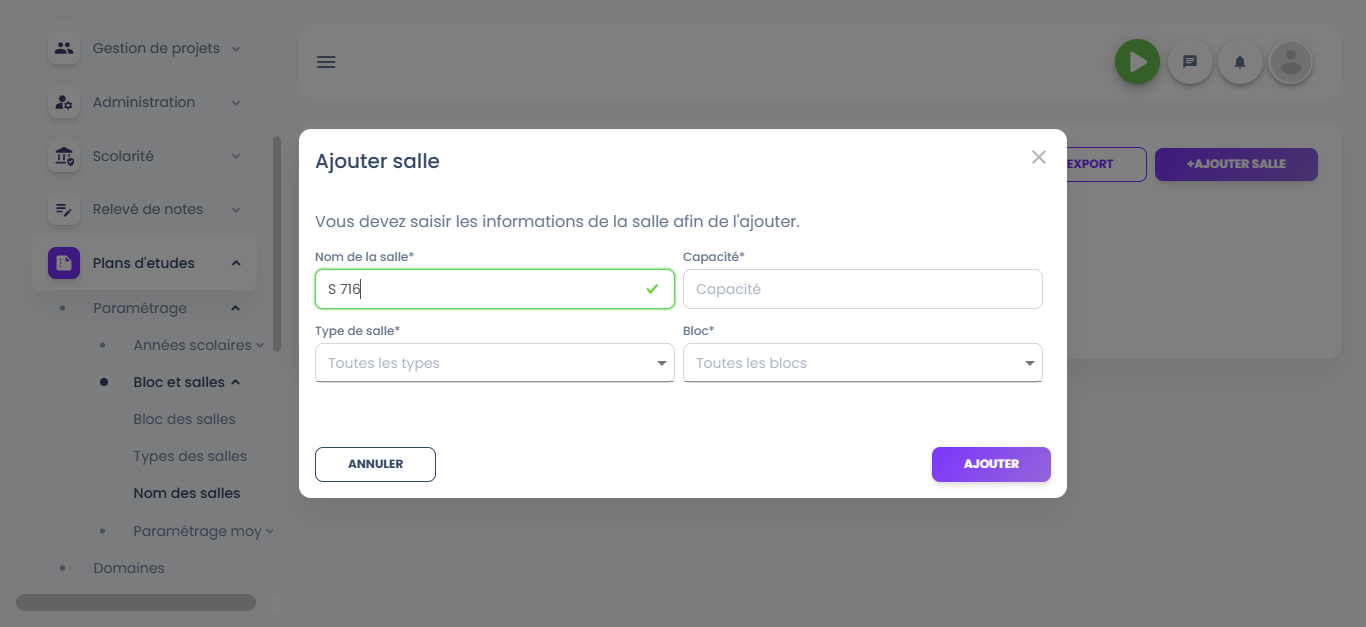 Gestion de projets
Administration
Scolarité
Relevé de notes
Plans d'etudes
Paramétrage
Années scolaires
Bloc et salles
Bloc des salles
Types des salles
Nom des salles
Paramétrage moy
Domaines
EXPORT
+AJOUTER SALLE
Ajouter salle
Vous devez saisir les informations de la salle afin de l'ajouter.
Nom de la salle* Capacité*
S 716 Capacité
Type de salle* Bloc*
Toutes les types Toutes les blocs
ANNULER AJOUTER